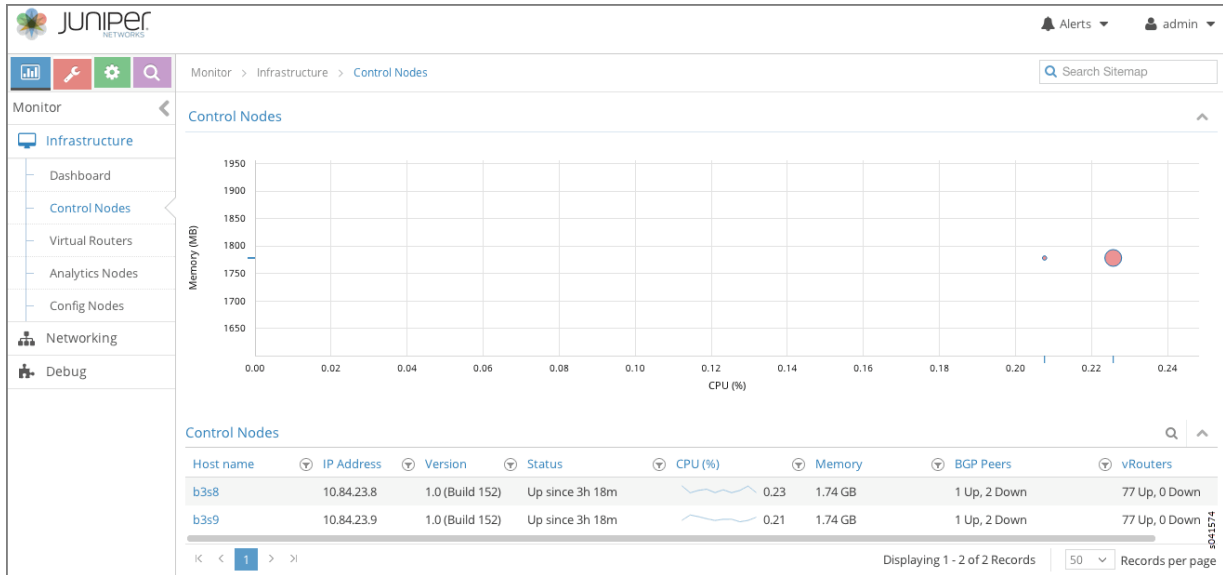 JUNIPER
NETWORKS
Alerts
admin
Monitor > Infrastructure > Control Nodes
Search Sitemap
Monitor
Infrastructure
Dashboard
Control Nodes
Virtual Routers
Analytics Nodes
Config Nodes
Networking
Debug
Control Nodes
Memory (MB)
1950
1900
1850
1800
1750
1700
1650
0.00 0.02 0.04 0.06 0.08 0.10 0.12 0.14 0.16 0.18 0.20 0.22 0.24
CPU (%)
Control Nodes
Host name IP Address Version Status CPU (%) Memory BGP Peers vRouters
b3s8 10.84.23.8 1.0 (Build 152) Up since 3h 18m 0.23 1.74 GB 1 Up, 2 Down 77 Up, 0 Down
b3s9 10.84.23.9 1.0 (Build 152) Up since 3h 18m 0.21 1.74 GB 1 Up, 2 Down 77 Up, 0 Down
1
Displaying 1 - 2 of 2 Records 50 Records per page
s041574